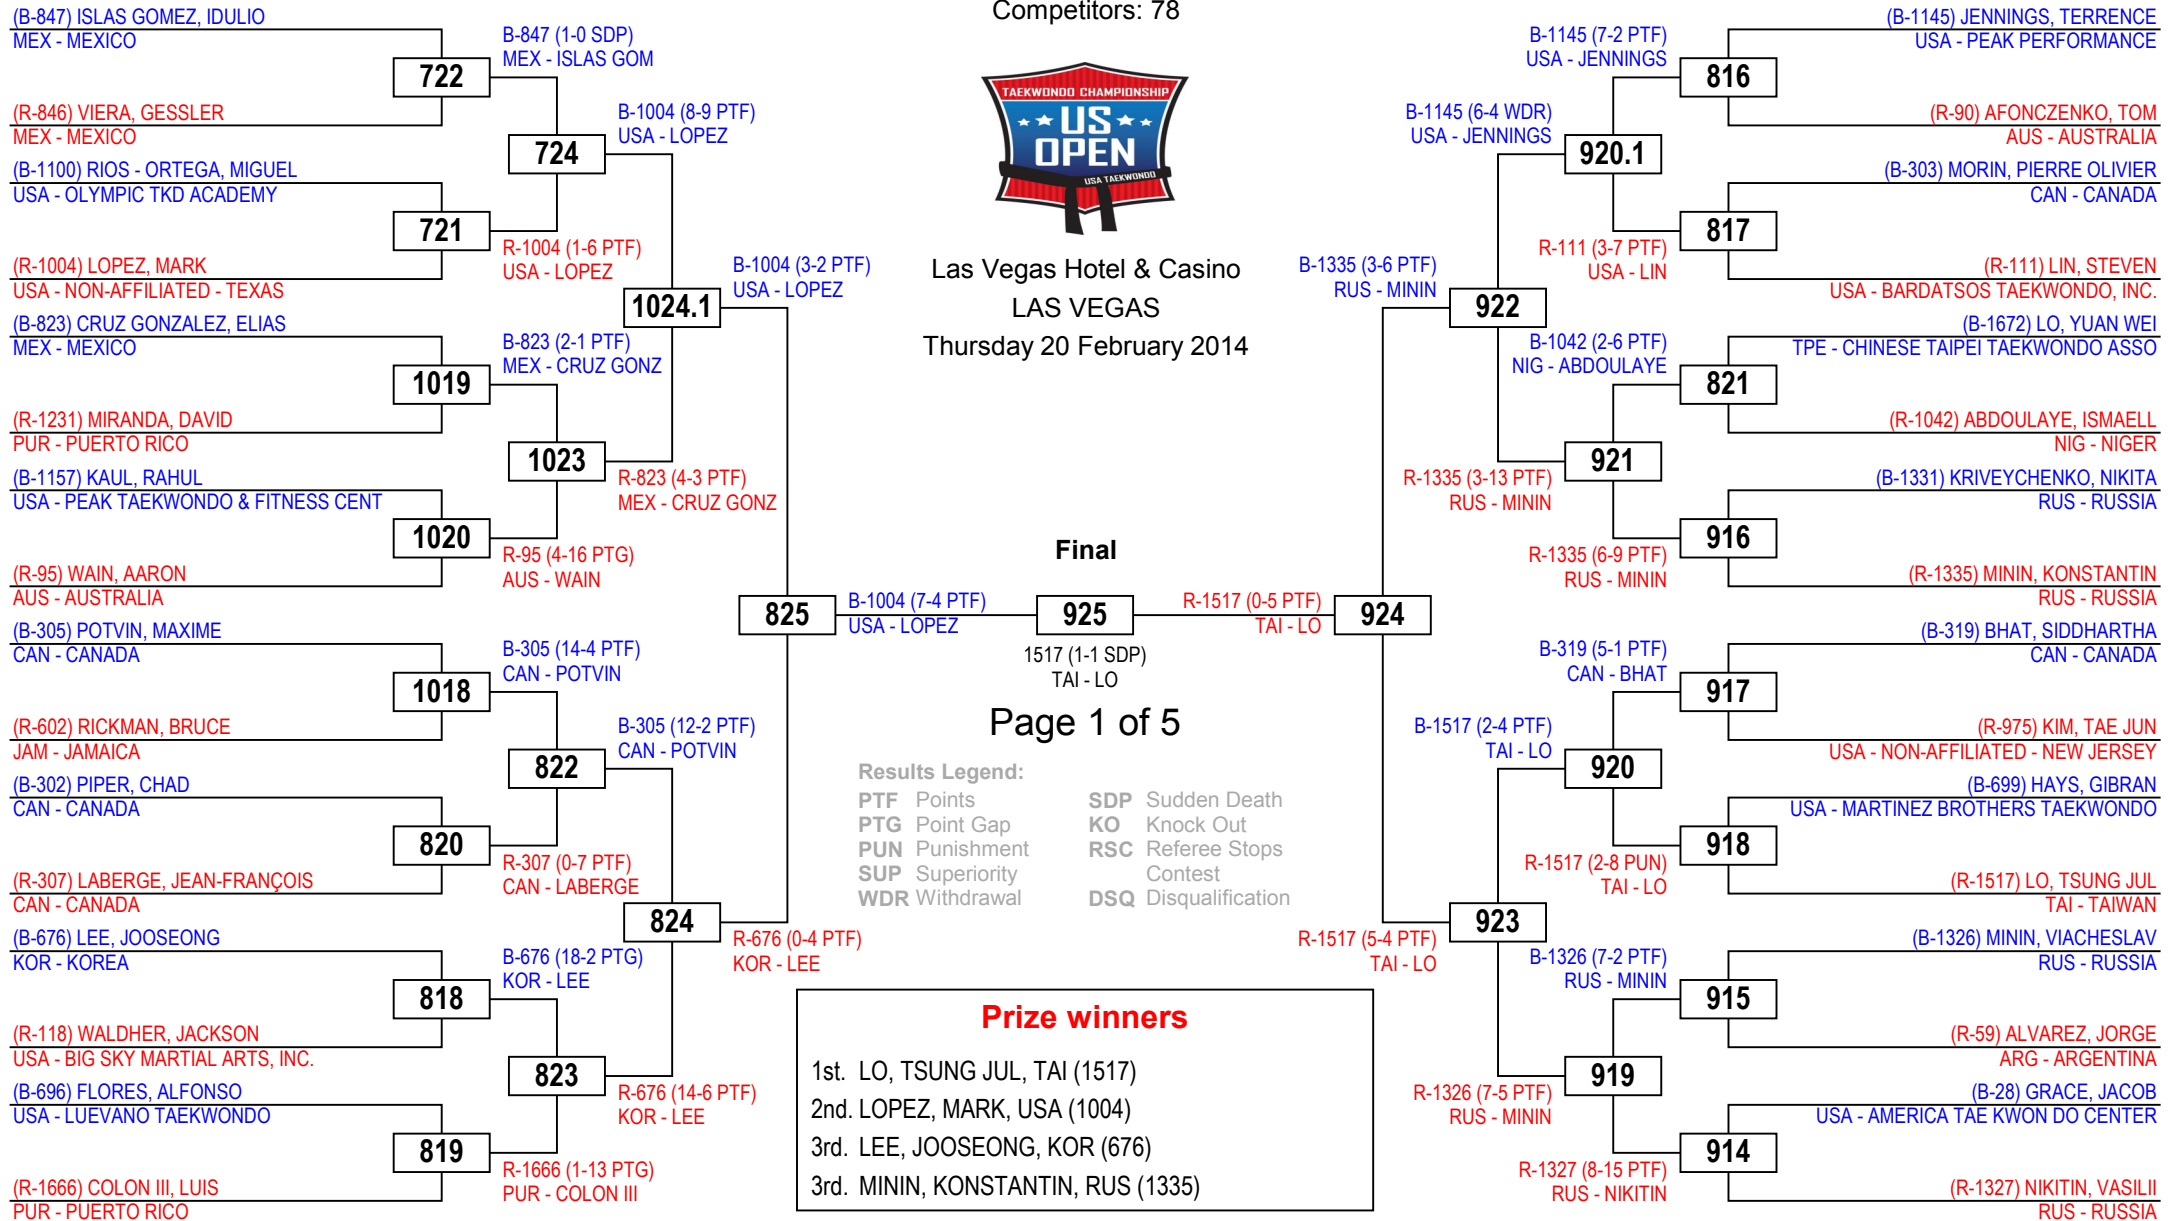 Competitors: 78
TAEKWONDO CHAMPIONSHIP
US
OPEN
USA TAEKWONDO
Las Vegas Hotel & Casino
LAS VEGAS
Thursday 20 February 2014
(B-847) ISLAS GOMEZ, IDULIO
MEX - MEXICO
722
(R-846) VIERA, GESSLER
MEX - MEXICO
(B-1100) RIOS - ORTEGA, MIGUEL
USA - OLYMPIC TKD ACADEMY
721
(R-1004) LOPEZ, MARK
USA - NON-AFFILIATED - TEXAS
(B-823) CRUZ GONZALEZ, ELIAS
MEX - MEXICO
1019
(R-1231) MIRANDA, DAVID
PUR - PUERTO RICO
(B-1157) KAUL, RAHUL
USA - PEAK TAEKWONDO & FITNESS CENT
1020
(R-95) WAIN, AARON
AUS - AUSTRALIA
(B-305) POTVIN, MAXIME
CAN - CANADA
1018
(R-602) RICKMAN, BRUCE
JAM - JAMAICA
(B-302) PIPER, CHAD
CAN - CANADA
820
(R-307) LABERGE, JEAN-FRANÇOIS
CAN - CANADA
(B-676) LEE, JOOSEONG
KOR - KOREA
818
(R-118) WALDHER, JACKSON
USA - BIG SKY MARTIAL ARTS, INC.
(B-696) FLORES, ALFONSO
USA - LUEVANO TAEKWONDO
819
(R-1666) COLON III, LUIS
PUR - PUERTO RICO
B-847 (1-0 SDP)
MEX - ISLAS GOM
724
R-1004 (1-6 PTF)
USA - LOPEZ
B-823 (2-1 PTF)
MEX - CRUZ GONZ
1023
R-95 (4-16 PTG)
AUS - WAIN
B-305 (14-4 PTF)
CAN - POTVIN
822
R-307 (0-7 PTF)
CAN - LABERGE
B-676 (18-2 PTG)
KOR - LEE
823
R-1666 (1-13 PTG)
PUR - COLON III
B-1004 (8-9 PTF)
USA - LOPEZ
1024.1
R-823 (4-3 PTF)
MEX - CRUZ GONZ
B-305 (12-2 PTF)
CAN - POTVIN
824
R-676 (14-6 PTF)
KOR - LEE
B-1004 (3-2 PTF)
USA - LOPEZ
825
R-676 (0-4 PTF)
KOR - LEE
B-1004 (7-4 PTF)
USA - LOPEZ
Final
925
1517 (1-1 SDP)
TAI - LO
R-1517 (0-5 PTF)
TAI - LO
924
B-1335 (3-6 PTF)
RUS - MININ
R-1517 (5-4 PTF)
TAI - LO
B-1145 (6-4 WDR)
USA - JENNINGS
922
R-1335 (3-13 PTF)
RUS - MININ
B-1517 (2-4 PTF)
TAI - LO
923
R-1326 (7-5 PTF)
RUS - MININ
B-1145 (7-2 PTF)
USA - JENNINGS
920.1
R-111 (3-7 PTF)
USA - LIN
B-1042 (2-6 PTF)
NIG - ABDOULAYE
921
R-1335 (6-9 PTF)
RUS - MININ
B-319 (5-1 PTF)
CAN - BHAT
920
R-1517 (2-8 PUN)
TAI - LO
B-1326 (7-2 PTF)
RUS - MININ
919
R-1327 (8-15 PTF)
RUS - NIKITIN
(B-1145) JENNINGS, TERRENCE
USA - PEAK PERFORMANCE
816
(R-90) AFONCZENKO, TOM
AUS - AUSTRALIA
(B-303) MORIN, PIERRE OLIVIER
CAN - CANADA
817
(R-111) LIN, STEVEN
USA - BARDATSOS TAEKWONDO, INC.
(B-1672) LO, YUAN WEI
TPE - CHINESE TAIPEI TAEKWONDO ASSO
821
(R-1042) ABDOULAYE, ISMAELL
NIG - NIGER
(B-1331) KRIVEYCHENKO, NIKITA
RUS - RUSSIA
916
(R-1335) MININ, KONSTANTIN
RUS - RUSSIA
(B-319) BHAT, SIDDHARTHA
CAN - CANADA
917
(R-975) KIM, TAE JUN
USA - NON-AFFILIATED - NEW JERSEY
(B-699) HAYS, GIBRAN
USA - MARTINEZ BROTHERS TAEKWONDO
918
(R-1517) LO, TSUNG JUL
TAI - TAIWAN
(B-1326) MININ, VIACHESLAV
RUS - RUSSIA
915
(R-59) ALVAREZ, JORGE
ARG - ARGENTINA
(B-28) GRACE, JACOB
USA - AMERICA TAE KWON DO CENTER
914
(R-1327) NIKITIN, VASILII
RUS - RUSSIA
Page 1 of 5
Results Legend:
PTF Points SDP Sudden Death
PTG Point Gap KO Knock Out
PUN Punishment RSC Referee Stops
SUP Superiority Contest
WDR Withdrawal DSQ Disqualification
Prize winners
1st. LO, TSUNG JUL, TAI (1517)
2nd. LOPEZ, MARK, USA (1004)
3rd. LEE, JOOSEONG, KOR (676)
3rd. MININ, KONSTANTIN, RUS (1335)